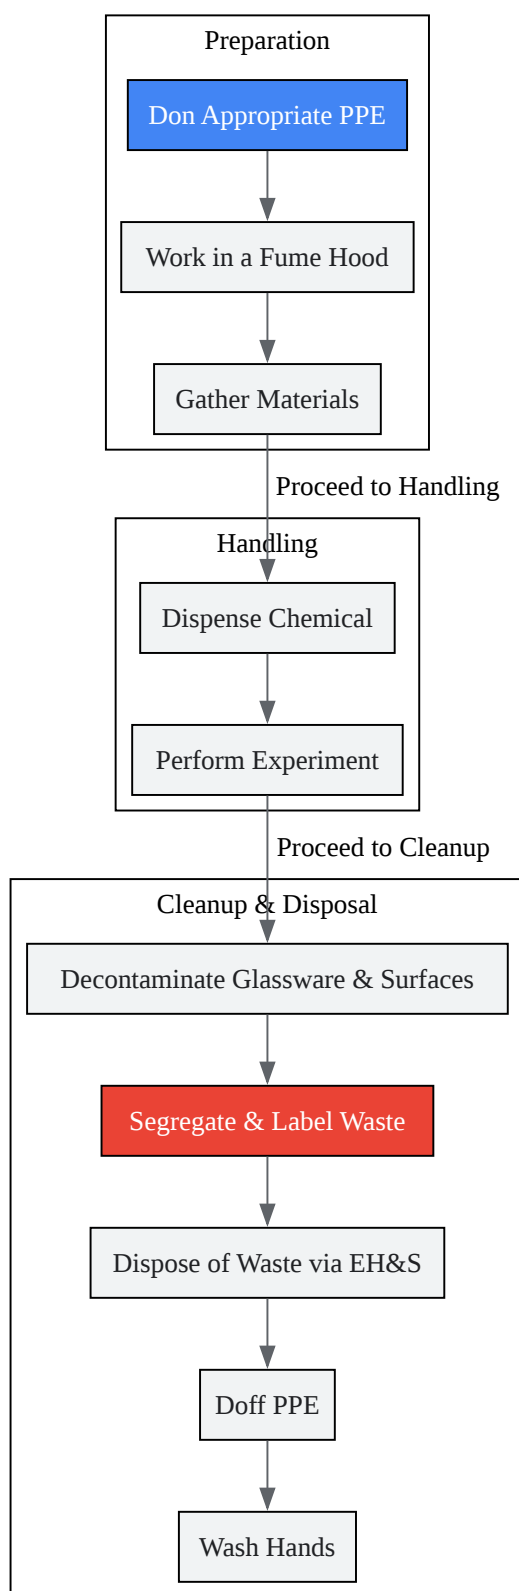 Preparation
Don Appropriate PPE
Work in a Fume Hood
Gather Materials
Proceed to Handling
Handling
Dispense Chemical
Perform Experiment
Proceed to Cleanup
Cleanup & Disposal
Decontaminate Glassware & Surfaces
Segregate & Label Waste
Dispose of Waste via EH&S
Doff PPE
Wash Hands